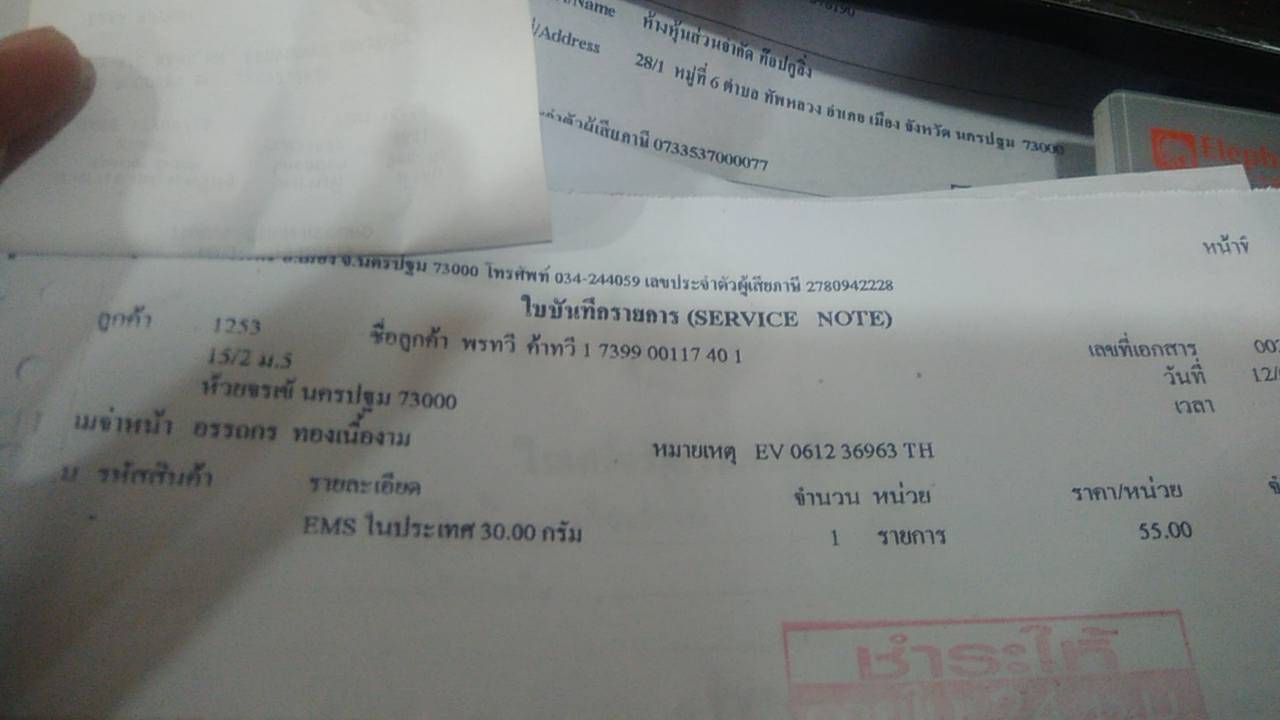 /Name ห้างหุ้นส่วนจำกัด ท๊อปกูลิ่ง
/Address 28/1 หมู่ที่ 6 ตำบล ทัพหลวง อำเภอ เมือง จังหวัด นครปฐม 73000
ตัวผู้เสียภานี 0733537000077
Eleph
หน้าที่
จ.นครปฐม 73000 โทรศัพท์ 034-244059 เลขประจำตัวผู้เสียภาษี 2780942228
ใบบันทึกรายการ (SERVICE NOTE)
ลูกค้า 1253 ชื่อลูกค้า พรทวี ค้าทวี 1 7399 00117 40 1
15/2 ม.5
ห้วยจรเข้ นครปฐม 73000
เลขที่เอกสาร 00
วันที่ 12/
เวลา
นจำหน้า อรรถกร ทองเนื้องาม
หมายเหตุ EV 0612 36963 TH
รหัสสินค้า รายละเอียด จำนวน หน่วย ราคา/หน่วย
EMS ในประเทศ 30.00 กรัม 1 รายการ 55.00
ชำระไว้